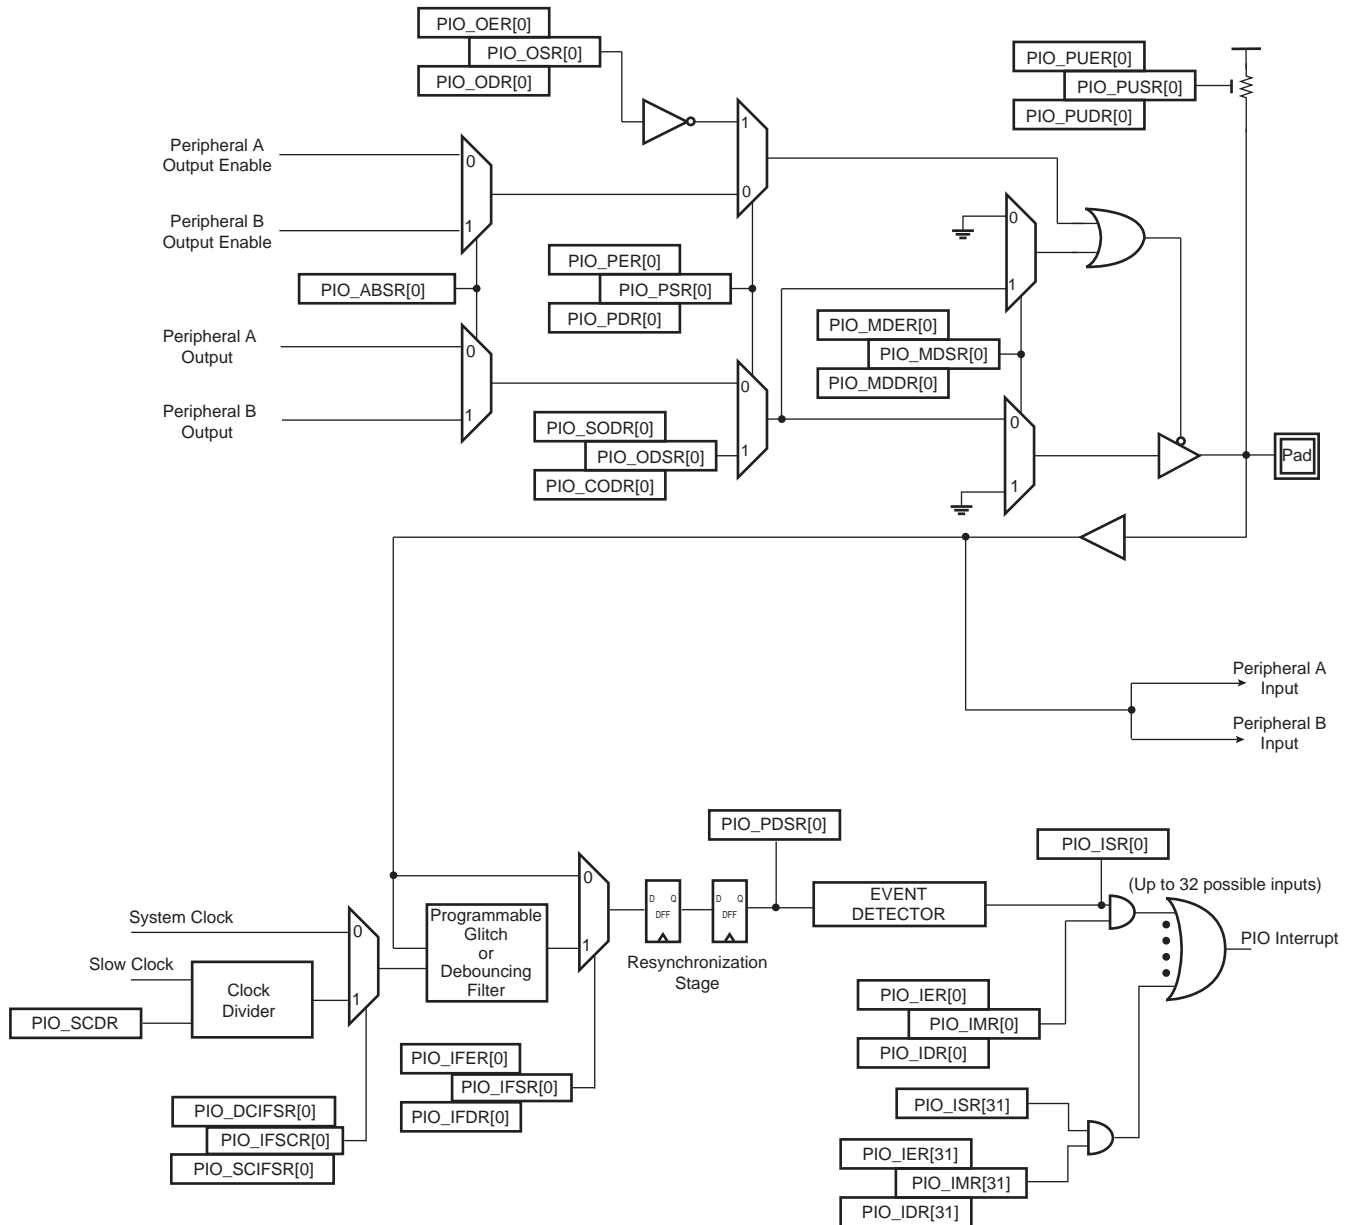 PIO_OER[0]
PIO_OSR[0]
PIO_ODR[0]
PIO_PUER[0]
PIO_PUSR[0]
PIO_PUDR[0]
1
0
Peripheral A
Output Enable
0
Peripheral B
Output Enable
1
0
1
PIO_ABSR[0]
PIO_PER[0]
PIO_PSR[0]
PIO_PDR[0]
PIO_MDER[0]
PIO_MDSR[0]
PIO_MDDR[0]
Peripheral A
Output
0
Peripheral B
Output
1
0
1
PIO_SODR[0]
PIO_ODSR[0]
PIO_CODR[0]
0
1
Pad
Peripheral A
Input
Peripheral B
Input
PIO_PDSR[0]
PIO_ISR[0]
(Up to 32 possible inputs)
0
1
D Q
DFF
D Q
DFF
Resynchronization
Stage
EVENT
DETECTOR
PIO Interrupt
System Clock
Slow Clock
0
1
Clock
Divider
PIO_SCDR
Programmable
Glitch
or
Debouncing
Filter
PIO_IER[0]
PIO_IMR[0]
PIO_IDR[0]
PIO_IFER[0]
PIO_IFSR[0]
PIO_IFDR[0]
PIO_DCIFSR[0]
PIO_IFSCR[0]
PIO_SCIFSR[0]
PIO_ISR[31]
PIO_IER[31]
PIO_IMR[31]
PIO_IDR[31]